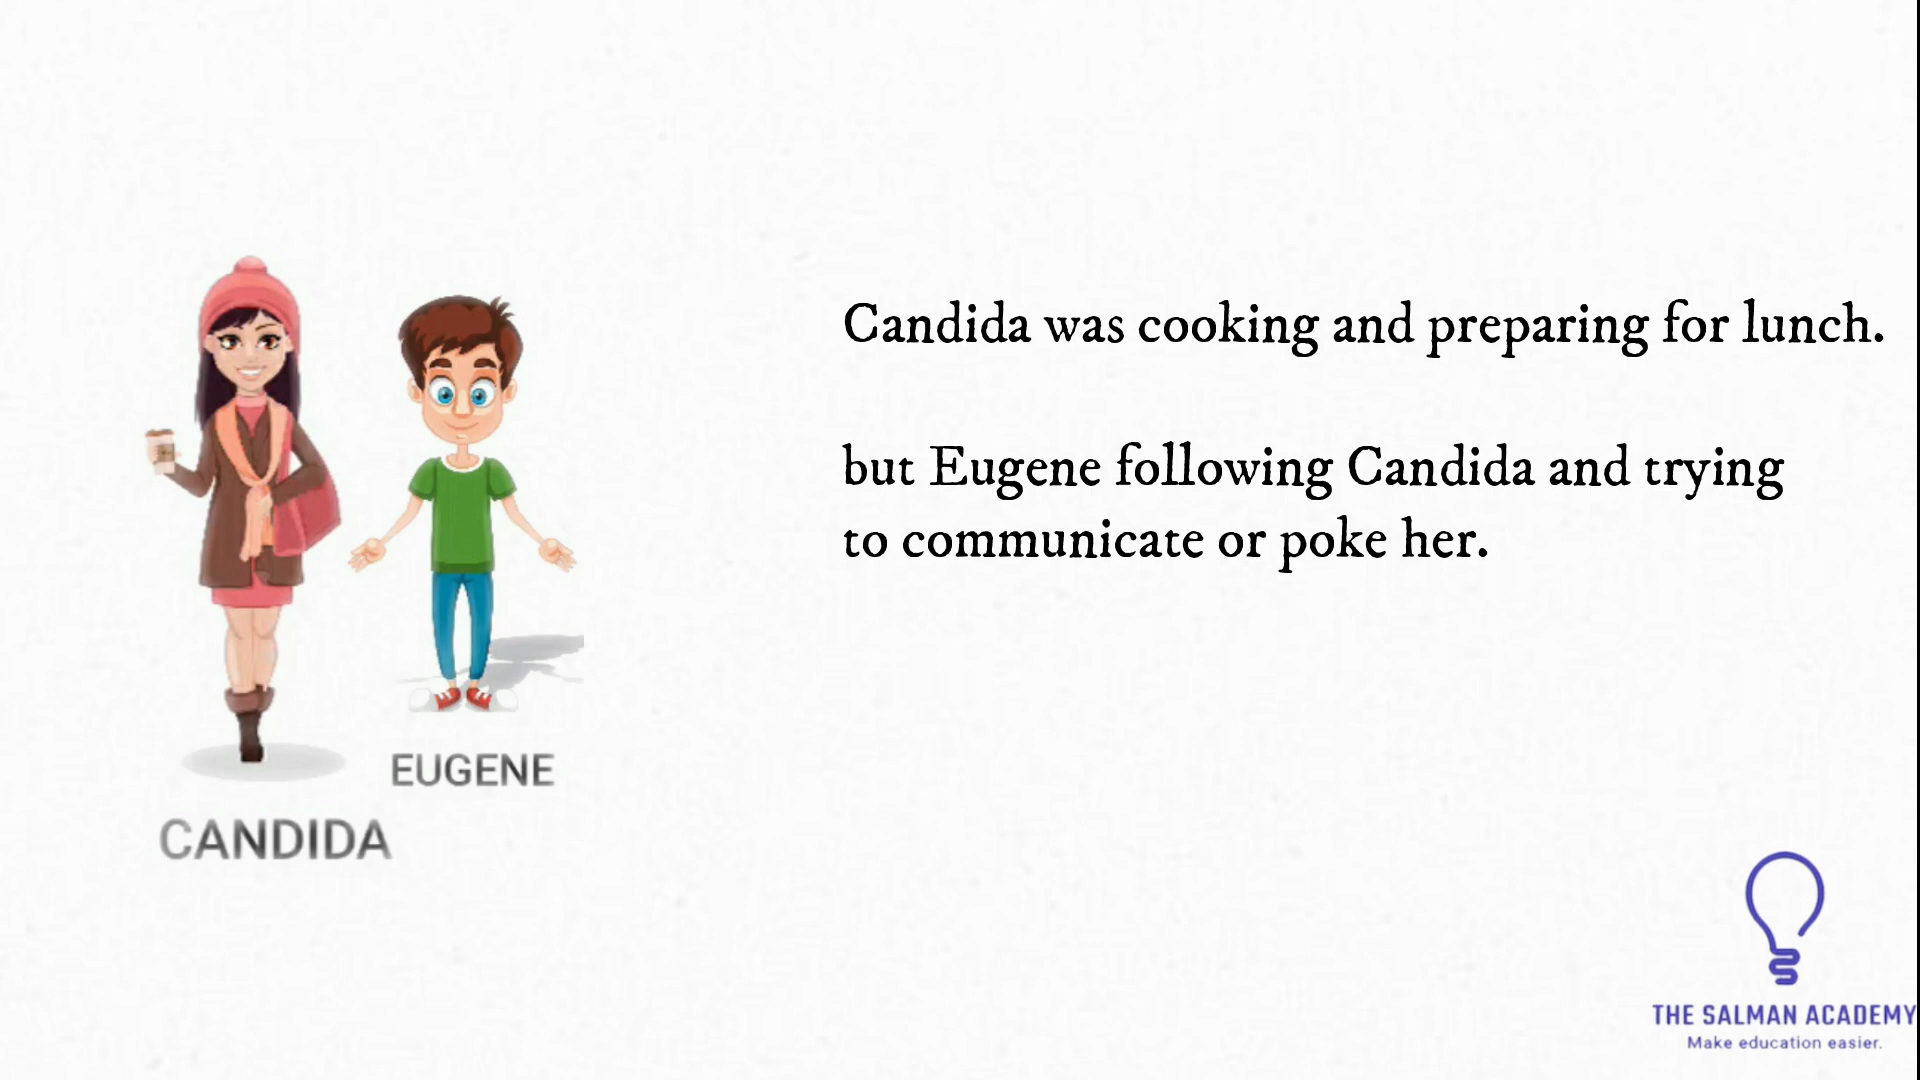 Candida was cooking and preparing for lunch.
but Eugene following Candida and trying
to communicate or poke her.
EUGENE
CANDIDA
THE SALMAN ACADEMY
Make education easier.